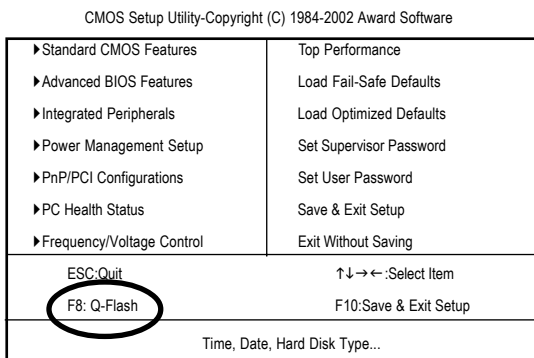 CMOS Setup Utility-Copyright (C) 1984-2002 Award Software
▶Standard CMOS Features Top Performance
▶Advanced BIOS Features Load Fail-Safe Defaults
▶Integrated Peripherals Load Optimized Defaults
▶Power Management Setup Set Supervisor Password
▶PnP/PCI Configurations Set User Password
▶PC Health Status Save & Exit Setup
▶Frequency/Voltage Control Exit Without Saving
ESC:Quit ↑↓→←:Select Item
F8: Q-Flash F10:Save & Exit Setup
Time, Date, Hard Disk Type...